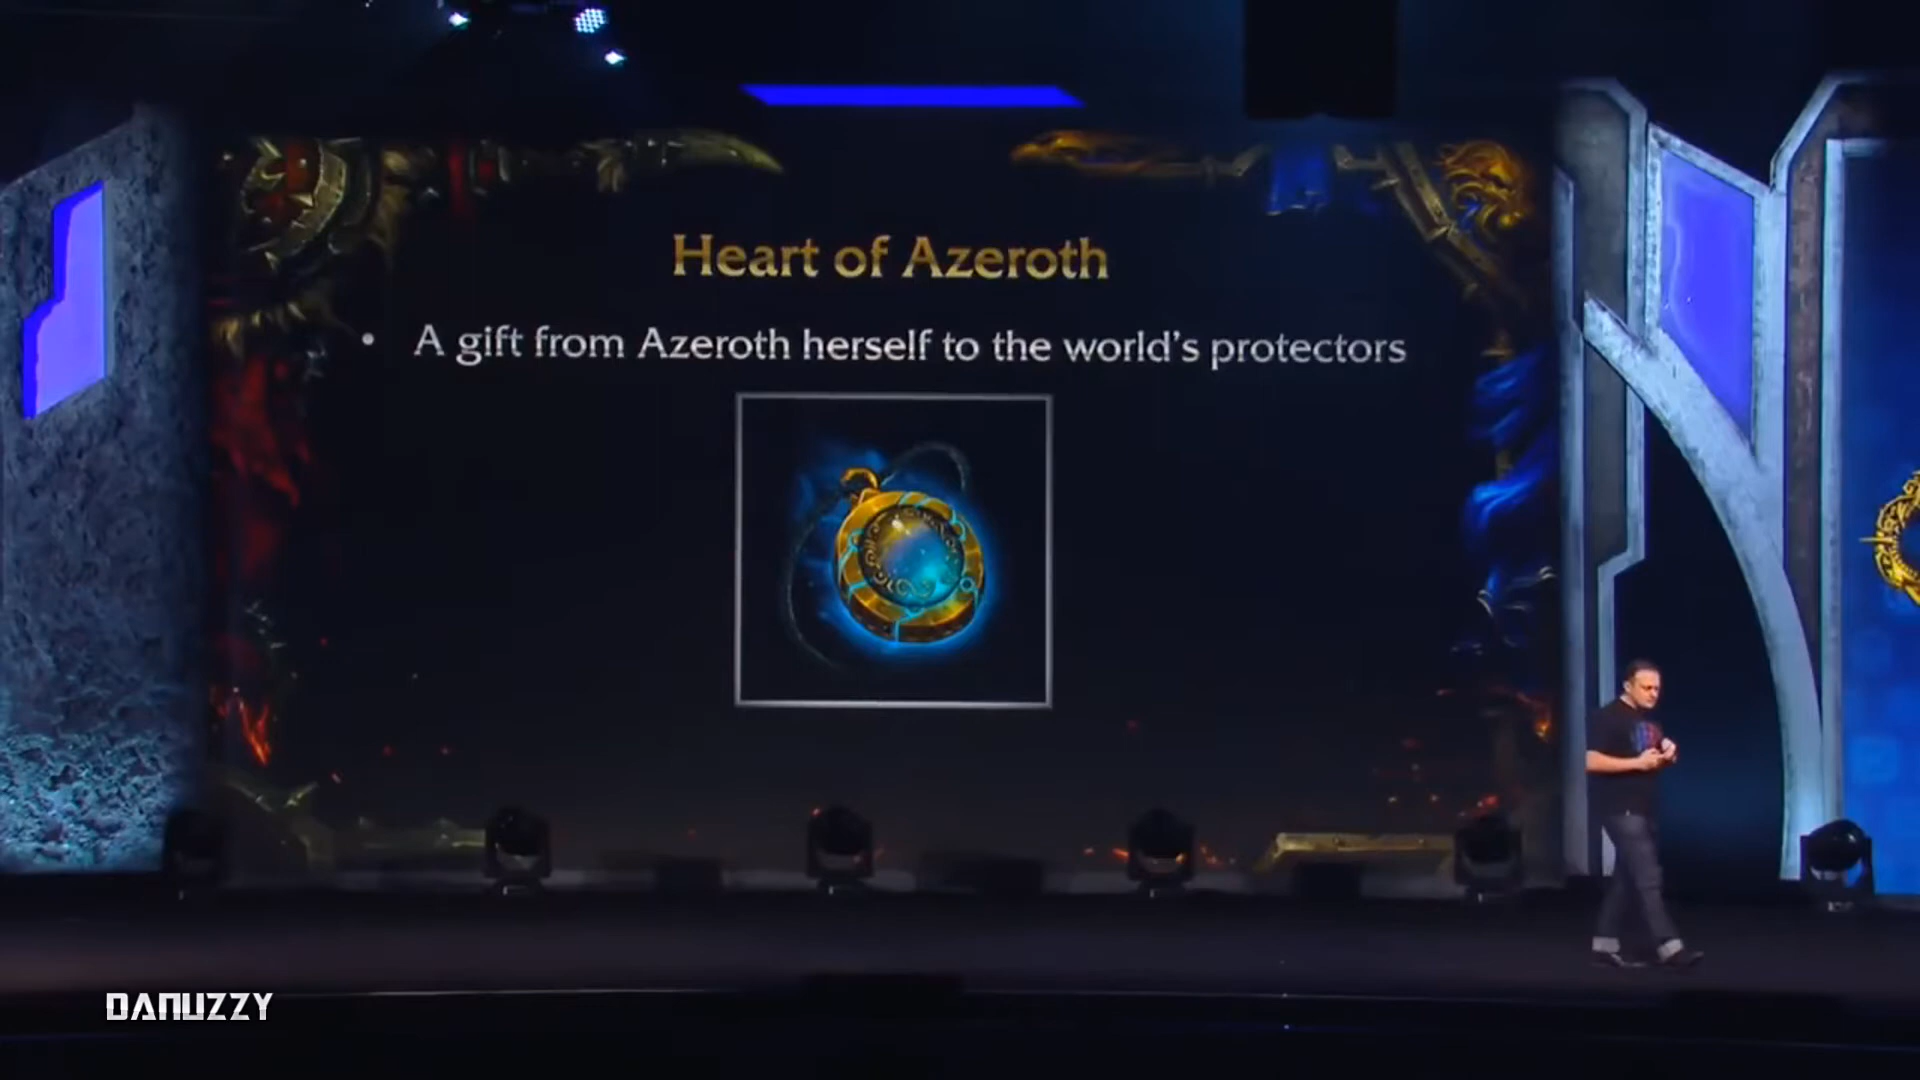 Heart of Azeroth
• A gift from Azeroth herself to the world's protectors
DANUZZY